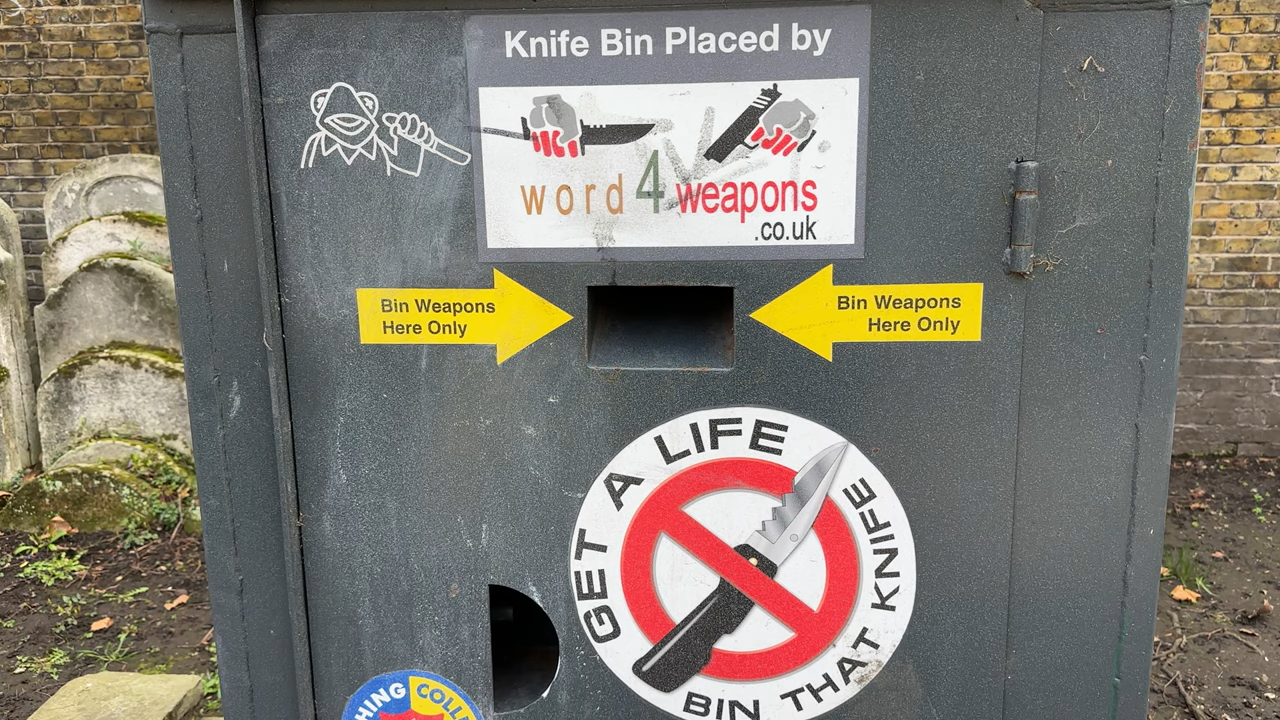 Knife Bin Placed by
word 4 weapons
.co.uk
Bin Weapons
Here Only
Bin Weapons
Here Only
GET A LIFE
BIN THAT KNIFE